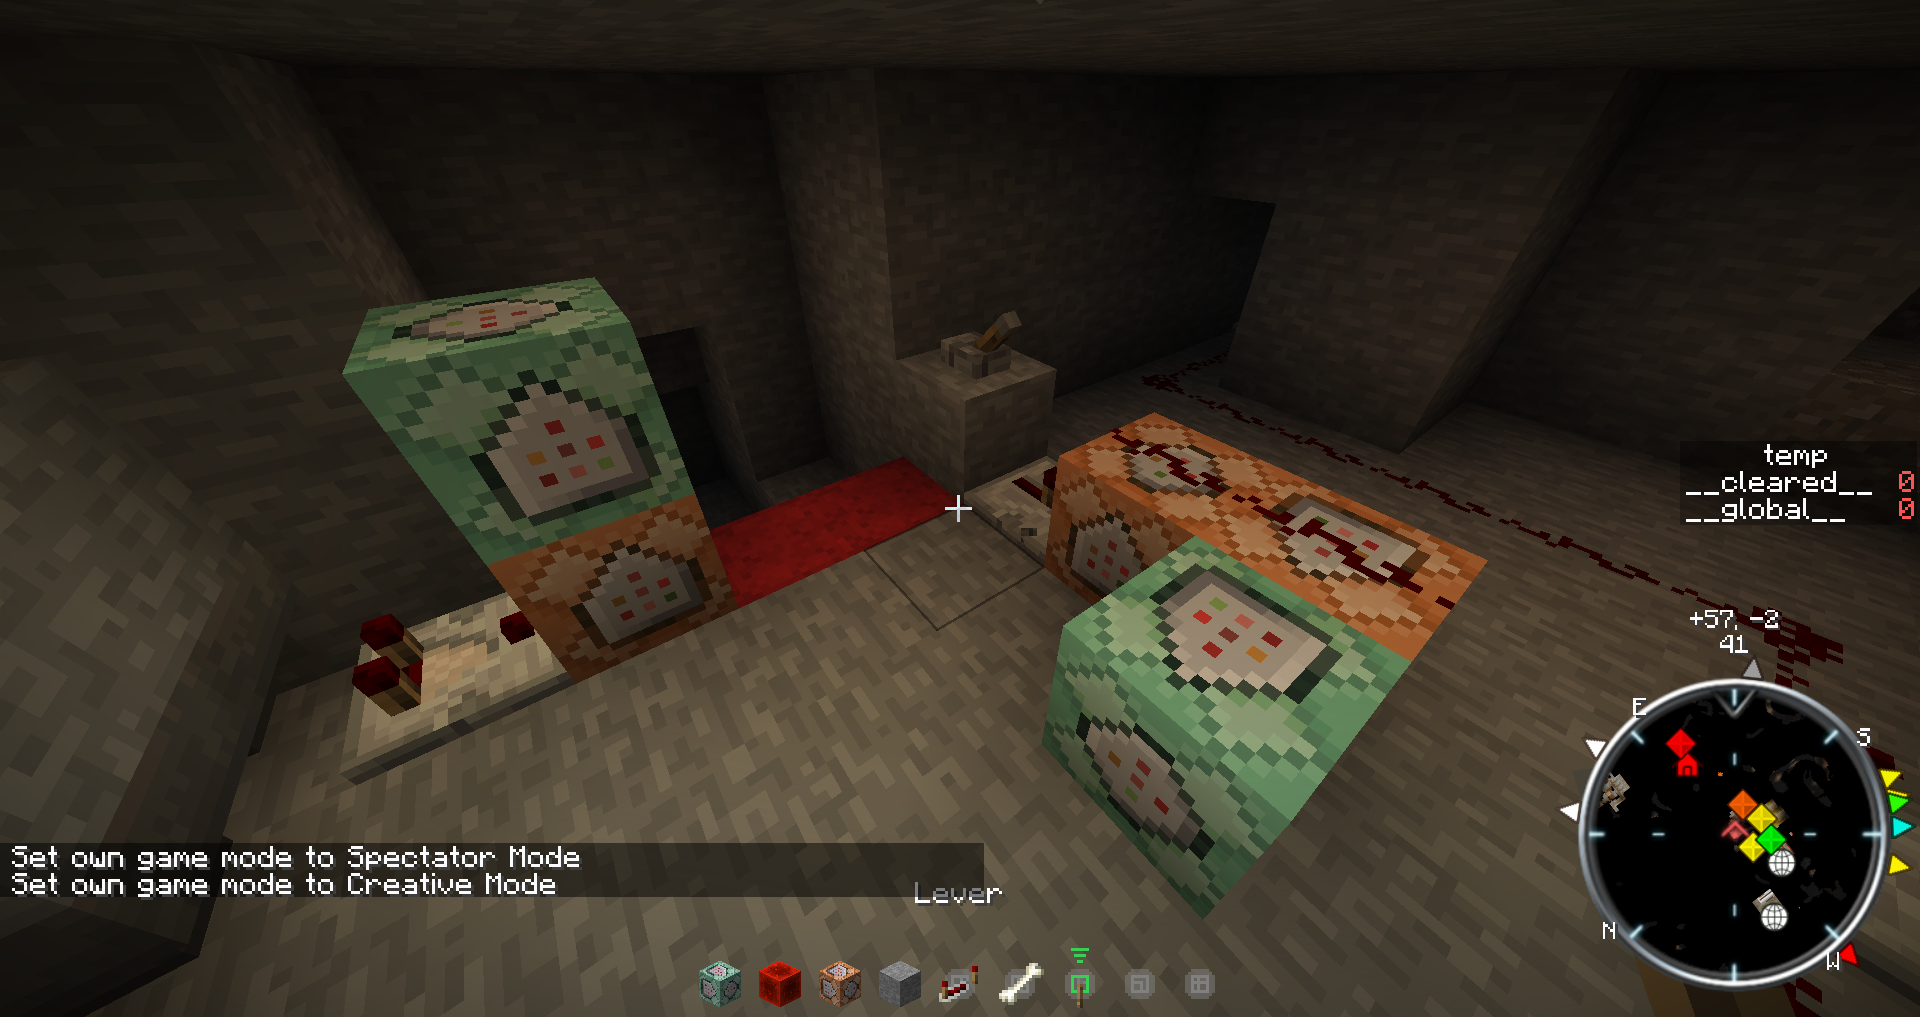 temp
__cleared__ 0
__global__ 0
+57, -2
41
E
S
N
W
Set own game mode to Spectator Mode
Set own game mode to Creative Mode
Lever